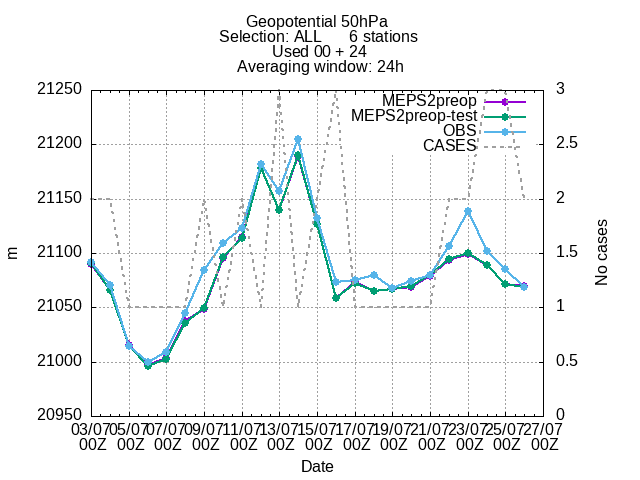 Geopotential 50hPa
Selection: ALL 6 stations
Used 00 + 24
Averaging window: 24h
MEPS2preop
MEPS2preop-test
OBS
CASES
21250
21200
21150
21100
21050
21000
20950
m
3
2.5
2
1.5
1
0.5
0
No cases
03/07 05/07 07/07 09/07 11/07 13/07 15/07 17/07 19/07 21/07 23/07 25/07 27/07
00Z 00Z 00Z 00Z 00Z 00Z 00Z 00Z 00Z 00Z 00Z 00Z 00Z
Date